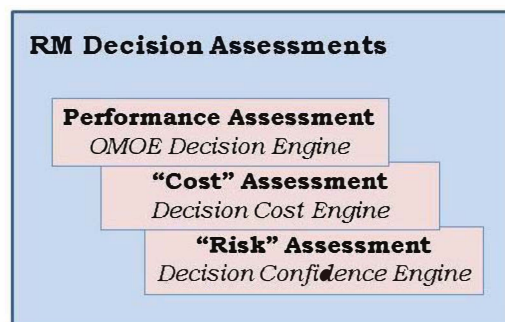 RM Decision Assessments
Performance Assessment
OMOE Decision Engine
“Cost” Assessment
Decision Cost Engine
“Risk” Assessment
Decision Confidence Engine